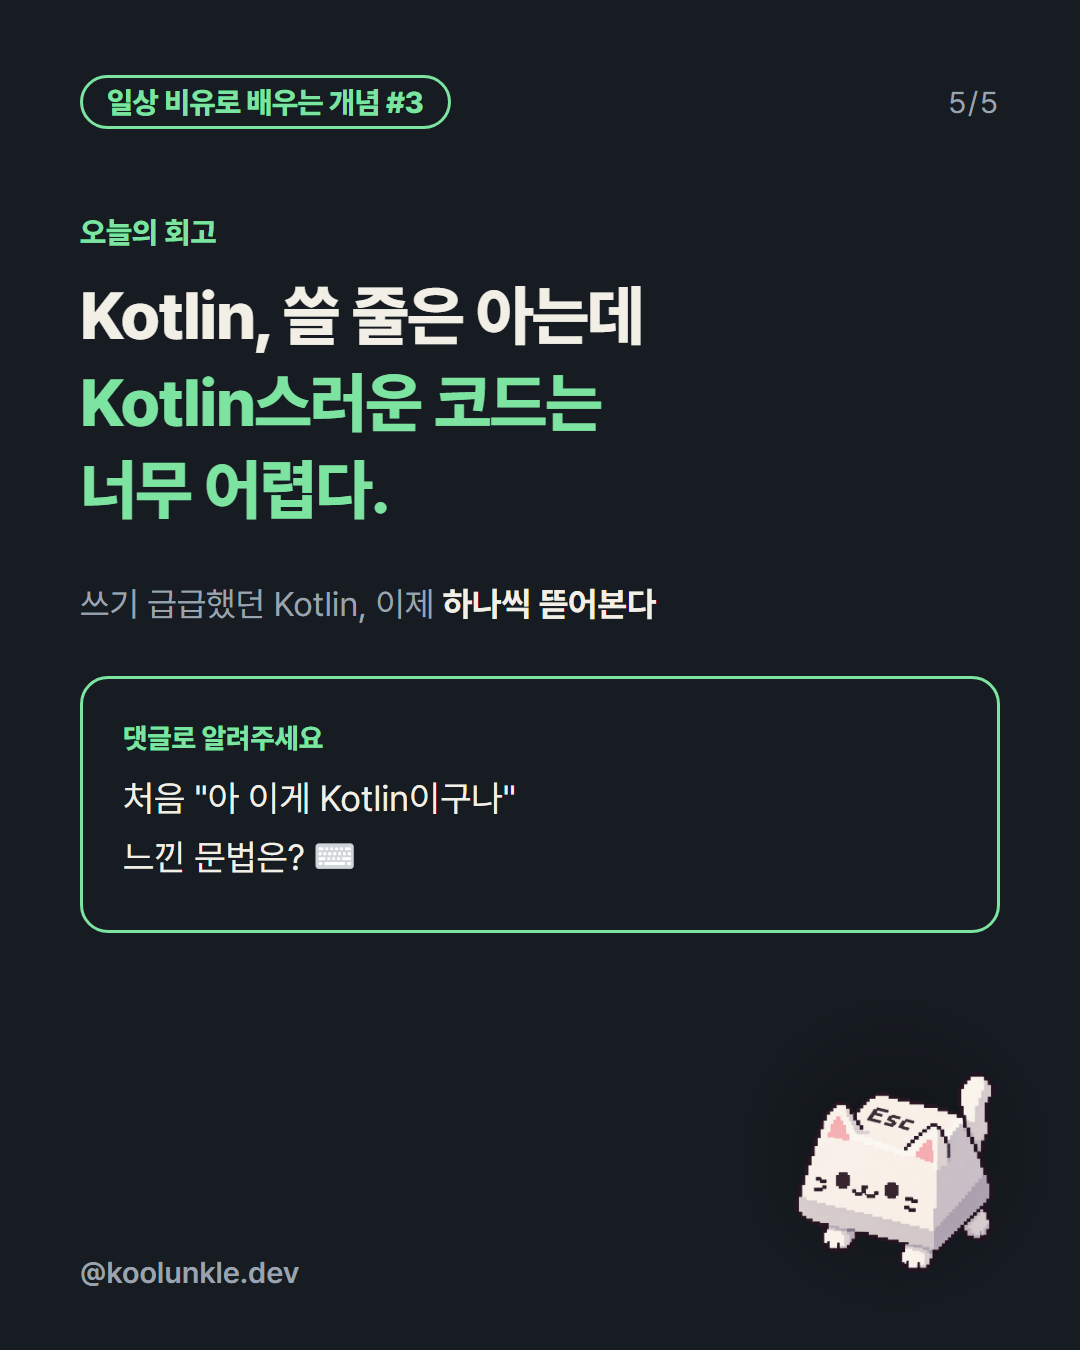 일상 비유로 배우는 개념 #3
5/5
오늘의 회고
Kotlin, 쓸 줄은 아는데
Kotlin스러운 코드는
너무 어렵다.
쓰기 급급했던 Kotlin, 이제 하나씩 뜯어본다
댓글로 알려주세요
처음 "아 이게 Kotlin이구나"
느낀 문법은? ⌨️
Esc
@koolunkle.dev